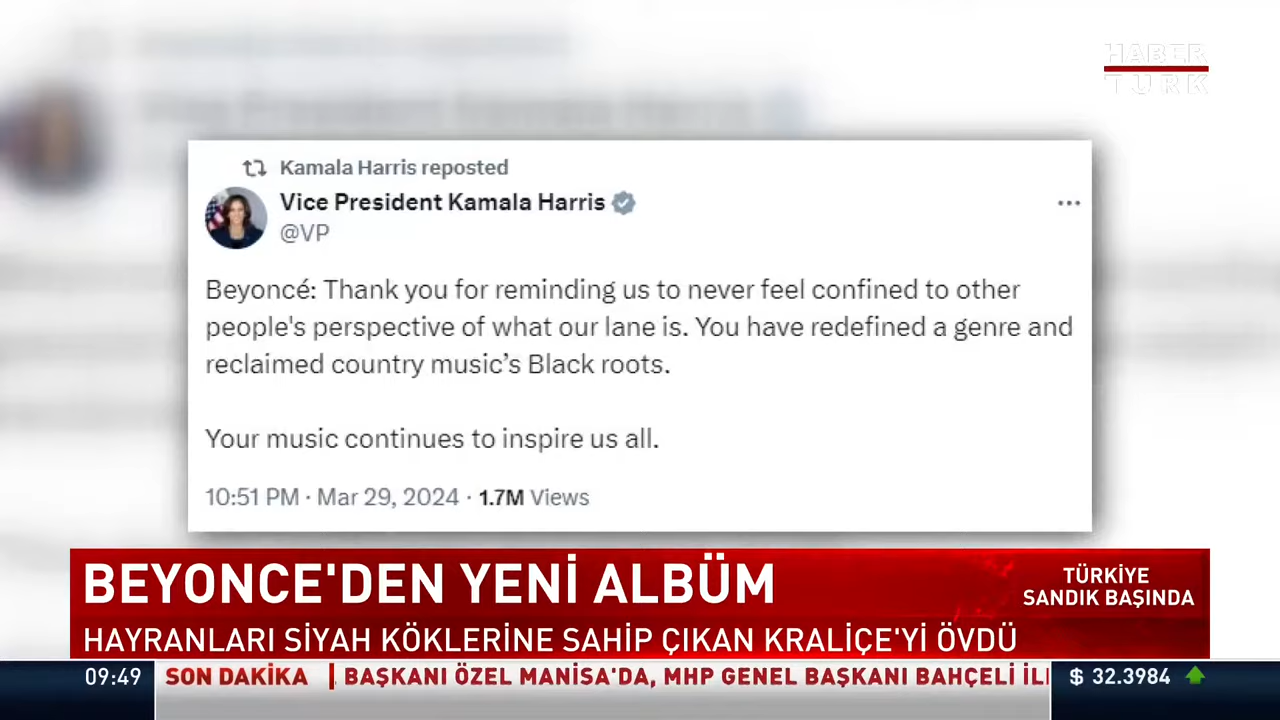 HABER
TURK
Kamala Harris reposted
Vice President Kamala Harris
@VP
Beyoncé: Thank you for reminding us to never feel confined to other
people's perspective of what our lane is. You have redefined a genre and
reclaimed country music’s Black roots.
Your music continues to inspire us all.
10:51 PM · Mar 29, 2024 · 1.7M Views
BEYONCE'DEN YENİ ALBÜM
HAYRANLARI SİYAH KÖKLERİNE SAHİP ÇIKAN KRALİÇE'Yİ ÖVDÜ
TÜRKİYE
SANDIK BAŞINDA
09:49 SON DAKİKA | BAŞKANI ÖZEL MANİSA'DA, MHP GENEL BAŞKANI BAHÇELİ $ 32.3984